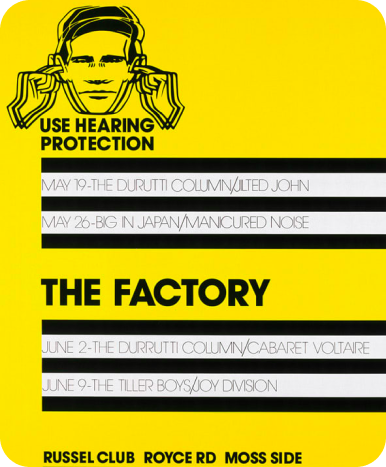 USE HEARING
PROTECTION
MAY 19-THE DURUTTI COLUMN/JILTED JOHN
MAY 26-BIG IN JAPAN/MANICURED NOISE
THE FACTORY
JUNE 2-THE DURRUTTI COLUMN/CABARET VOLTAIRE
JUNE 9-THE TILLER BOYS/JOY DIVISION
RUSSEL CLUB ROYCE RD MOSS SIDE